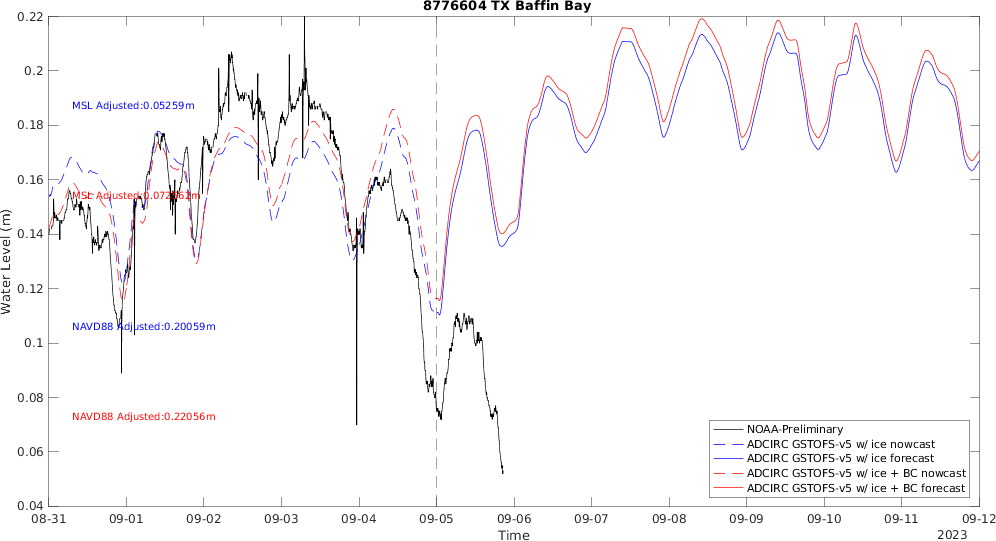 8776604 TX Baffin Bay
0.22
0.2
0.18
0.16
0.14
0.12
0.1
0.08
0.06
0.04
Water Level (m)
MSL Adjusted:0.05259m
NAVD88 Adjusted:0.20059m
NAVD88 Adjusted:0.22056m
NOAA-Preliminary
ADCIRC GSTOFS-v5 w/ ice nowcast
ADCIRC GSTOFS-v5 w/ ice forecast
ADCIRC GSTOFS-v5 w/ ice + BC nowcast
ADCIRC GSTOFS-v5 w/ ice + BC forecast
08-31 09-01 09-02 09-03 09-04 09-05 09-06 09-07 09-08 09-09 09-10 09-11 09-12
Time
2023
MSL Adjusted: